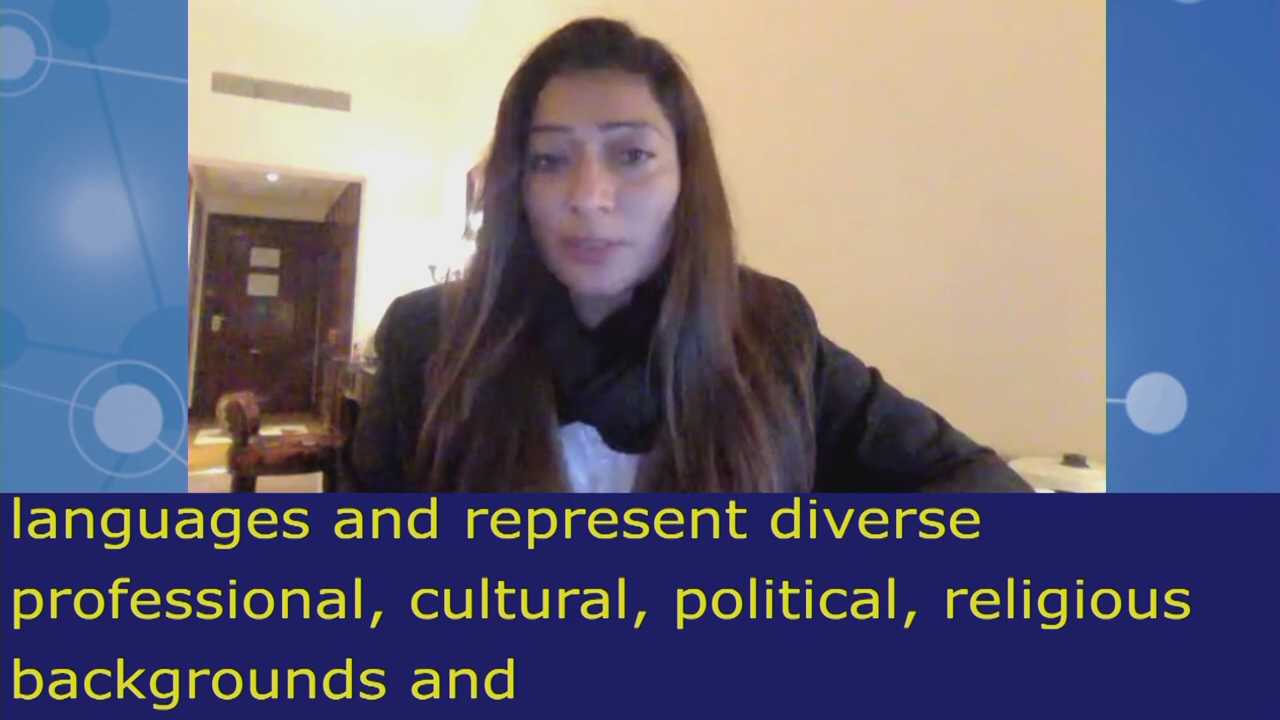 languages and represent diverse
professional, cultural, political, religious
backgrounds and